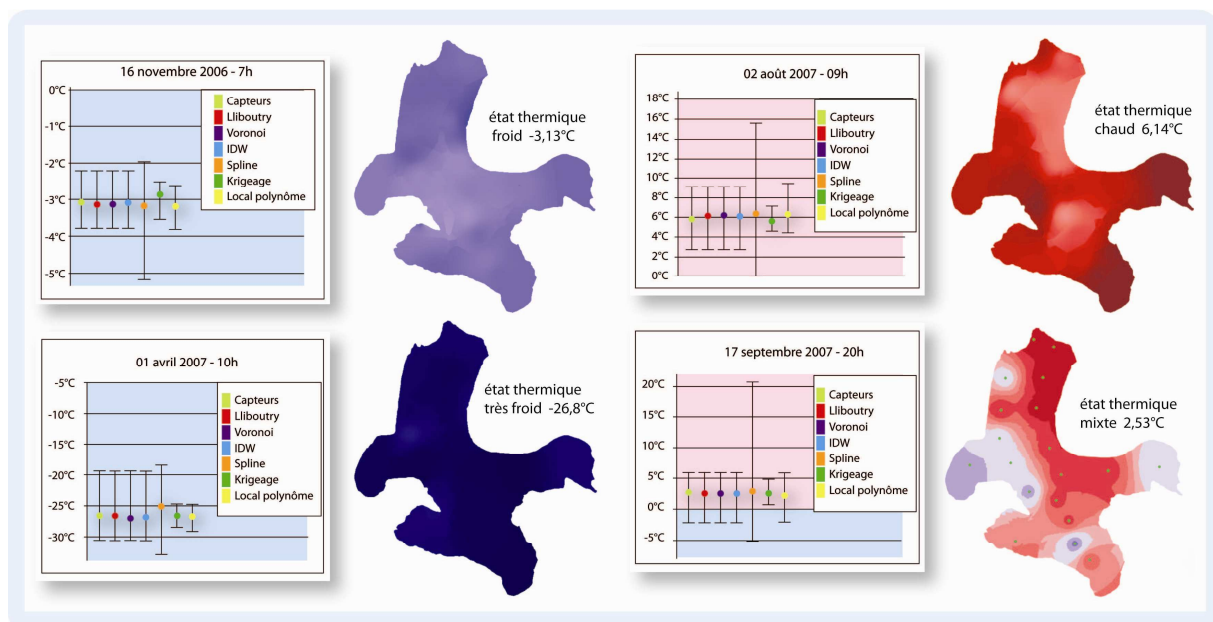 16 novembre 2006 - 7h
0°C
-1°C
-2°C
-3°C
-4°C
-5°C
Capteurs
Lliboutry
Voronoi
IDW
Spline
Krigeage
Local polynôme
état thermique
froid -3,13°C
02 août 2007 - 09h
18°C
16°C
14°C
12°C
10°C
8°C
6°C
4°C
2°C
0°C
Capteurs
Lliboutry
Voronoi
IDW
Spline
Krigeage
Local polynôme
état thermique
chaud 6,14°C
01 avril 2007 - 10h
-5°C
-10°C
-15°C
-20°C
-25°C
-30°C
Capteurs
Lliboutry
Voronoi
IDW
Spline
Krigeage
Local polynôme
état thermique
très froid -26,8°C
17 septembre 2007 - 20h
20°C
15°C
10°C
5°C
0°C
-5°C
Capteurs
Lliboutry
Voronoi
IDW
Spline
Krigeage
Local polynôme
état thermique
mixte 2,53°C